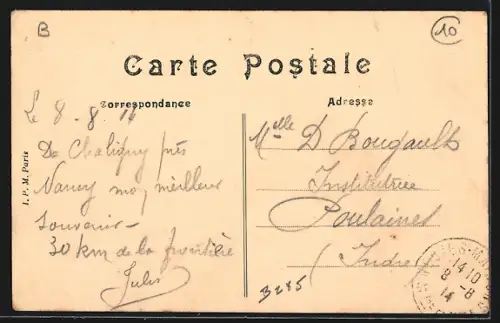 B
10
Carte Postale
Correspondance
Adresse
Le 8-8 14
De Chaligny près
Nancy mon meilleur
souvenir -
30 km de la frontière
Jules
Melle D Bougault
Institutrice
Poulaines
(Indre)
B285
I. P. M. Paris
14 10
8 -8
14